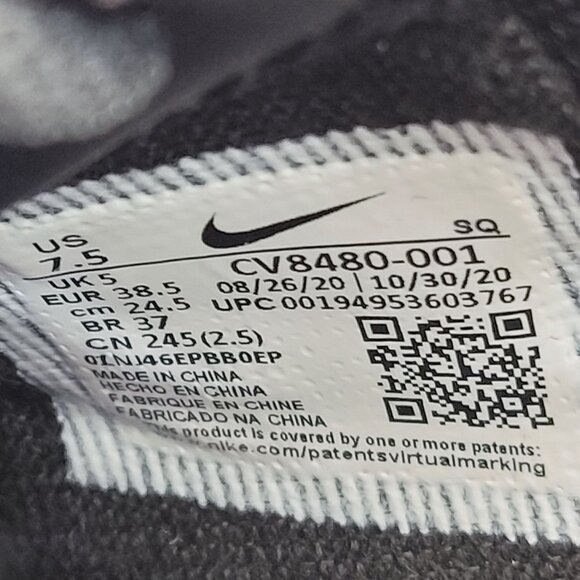 SQ
US
7.5
CV8480-001
UK 5
08/26/20 | 10/30/20
EUR 38.5
UPC 00194953603767
cm 24.5
BR 37
CN 245(2.5)
MADE IN CHINA
HECHO EN CHINA
FABRIQUE EN CHINE
FABRICADO NA CHINA
this product is covered by one or more patents:
nike.com/patentsvirtualmarking